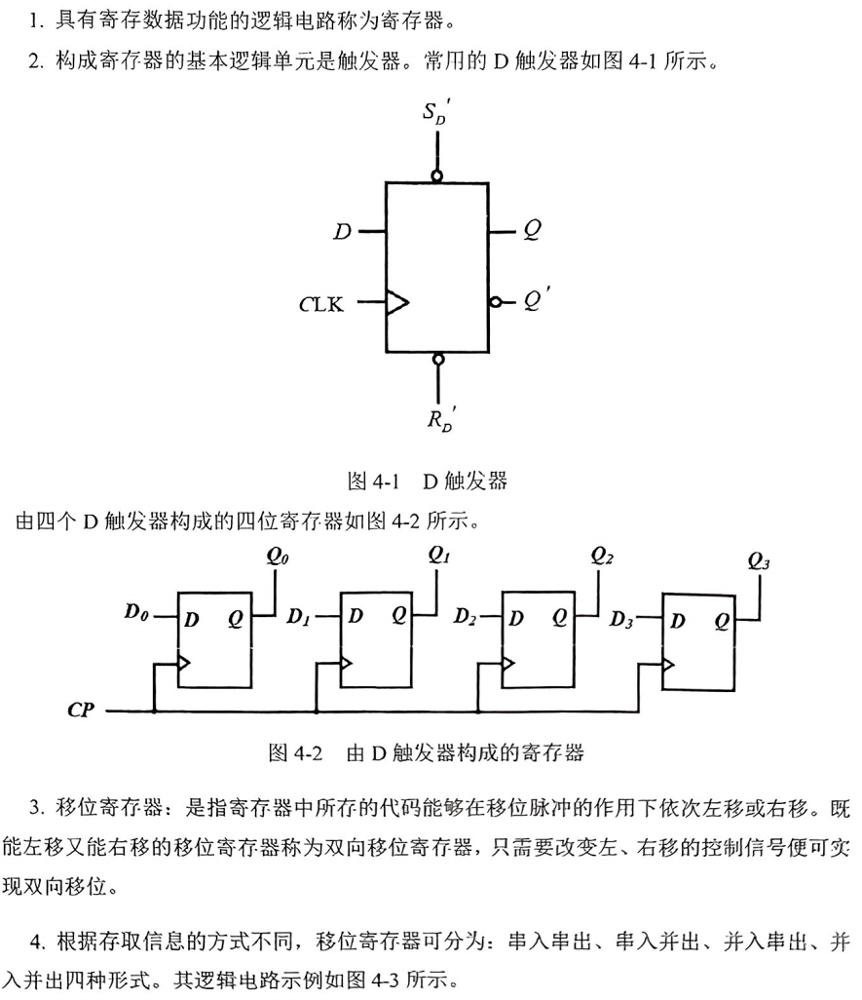 1. 具有寄存数据功能的逻辑电路称为寄存器。
2. 构成寄存器的基本逻辑单元是触发器。常用的 D 触发器如图 4-1 所示。
S_D'
D
Q
CLK
Q'
R_D'
图 4-1 D 触发器
由四个 D 触发器构成的四位寄存器如图 4-2 所示。
Q₀ Q₁ Q₂ Q₃
D₀ D Q D₁ D Q D₂ D Q D₃ D Q
CP
图 4-2 由 D 触发器构成的寄存器
3. 移位寄存器：是指寄存器中所存的代码能够在移位脉冲的作用下依次左移或右移。既
能左移又能右移的移位寄存器称为双向移位寄存器，只需要改变左、右移的控制信号便可实
现双向移位。
4. 根据存取信息的方式不同，移位寄存器可分为：串入串出、串入并出、并入串出、并
入并出四种形式。其逻辑电路示例如图 4-3 所示。